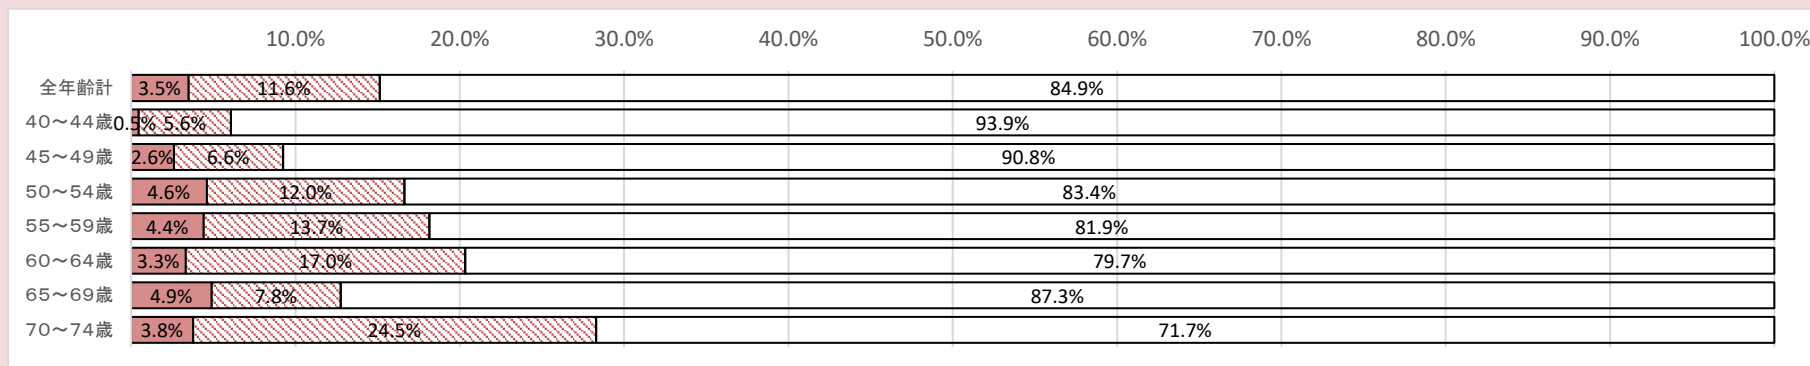 10.0% 20.0% 30.0% 40.0% 50.0% 60.0% 70.0% 80.0% 90.0% 100.0%
全年齢計 3.5% 11.6% 84.9%
40～44歳 0.5% 5.6% 93.9%
45～49歳 2.6% 6.6% 90.8%
50～54歳 4.6% 12.0% 83.4%
55～59歳 4.4% 13.7% 81.9%
60～64歳 3.3% 17.0% 79.7%
65～69歳 4.9% 7.8% 87.3%
70～74歳 3.8% 24.5% 71.7%